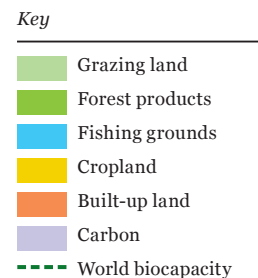 Key
Grazing land
Forest products
Fishing grounds
Cropland
Built-up land
Carbon
World biocapacity